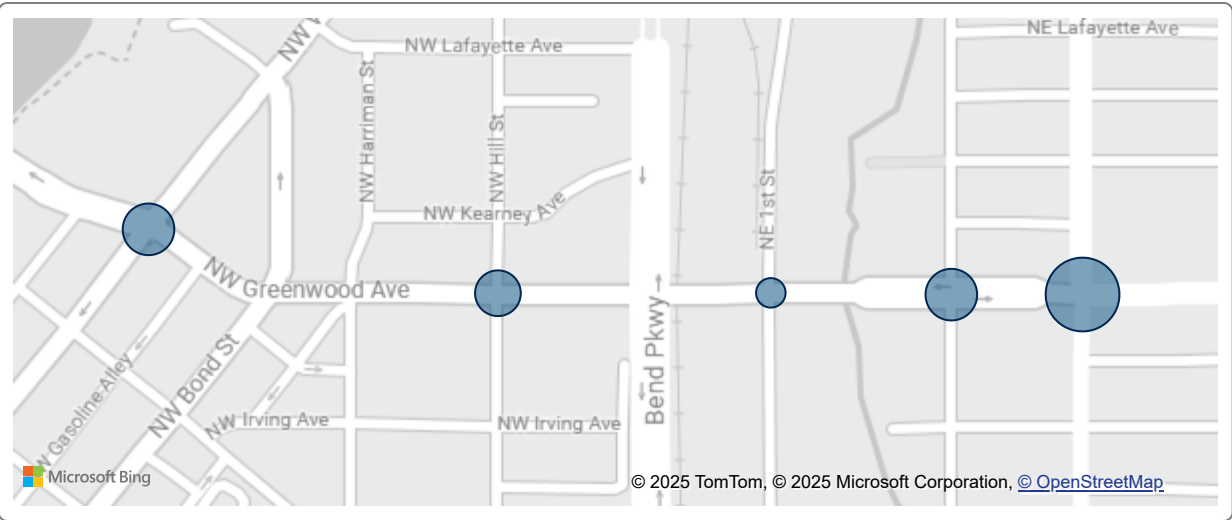 NW
NW Lafayette Ave
NE Lafayette Ave
NW Harriman St
NW Hill St
NW Kearney Ave
NE 1st St
NW Greenwood Ave
Bend Pkwy
NW Bond St
Gasoline Alley
NW Irving Ave
NW Irving Ave
Microsoft Bing
© 2025 TomTom, © 2025 Microsoft Corporation, © OpenStreetMap